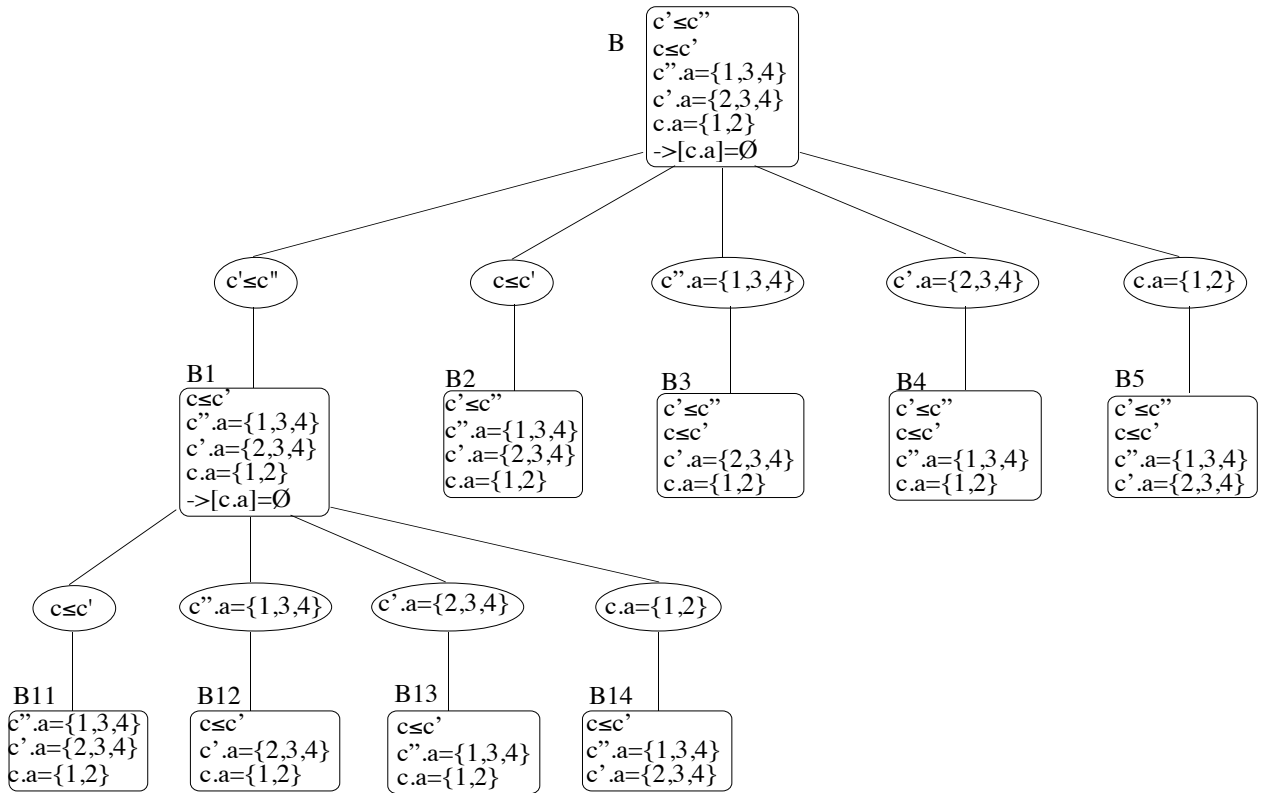 B
c’≤c”
c≤c’
c”.a={1,3,4}
c’.a={2,3,4}
c.a={1,2}
->[c.a]=Ø
c'≤c"
c≤c'
c”.a={1,3,4}
c’.a={2,3,4}
c.a={1,2}
B1
c≤c’
c”.a={1,3,4}
c’.a={2,3,4}
c.a={1,2}
->[c.a]=Ø
B2
c’≤c”
c”.a={1,3,4}
c’.a={2,3,4}
c.a={1,2}
B3
c’≤c”
c≤c’
c’.a={2,3,4}
c.a={1,2}
B4
c’≤c”
c≤c’
c”.a={1,3,4}
c.a={1,2}
B5
c’≤c”
c≤c’
c”.a={1,3,4}
c’.a={2,3,4}
c≤c'
c”.a={1,3,4}
c’.a={2,3,4}
c.a={1,2}
B11
c”.a={1,3,4}
c’.a={2,3,4}
c.a={1,2}
B12
c≤c’
c’.a={2,3,4}
c.a={1,2}
B13
c≤c’
c”.a={1,3,4}
c.a={1,2}
B14
c≤c’
c”.a={1,3,4}
c’.a={2,3,4}